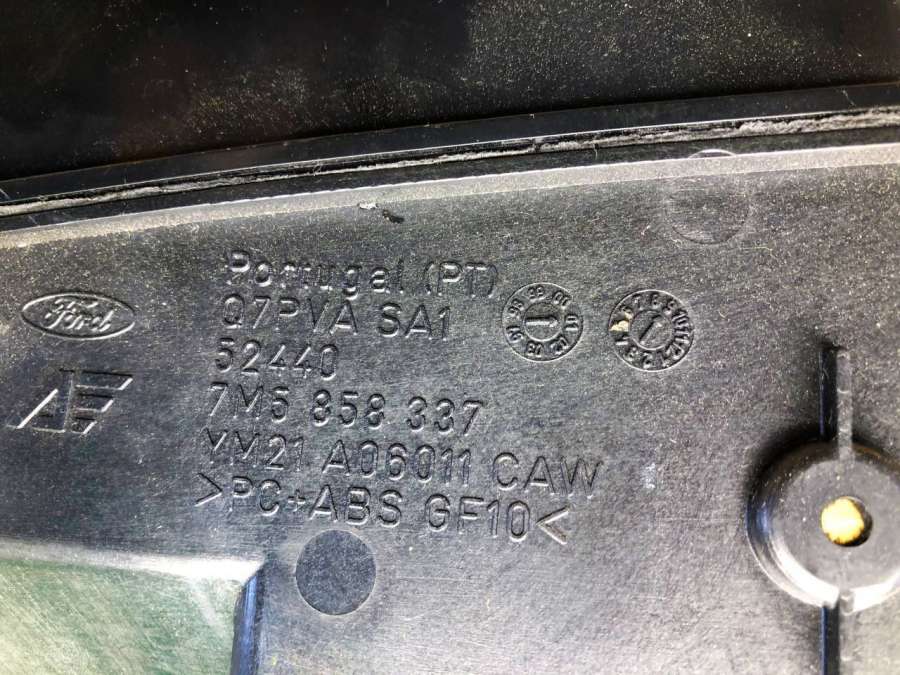 Portugal (PT)
Ford
Q7PVA SA1
52440
7M5 858 337
YM21 A06011 CAW
>PC+ABS GF10<